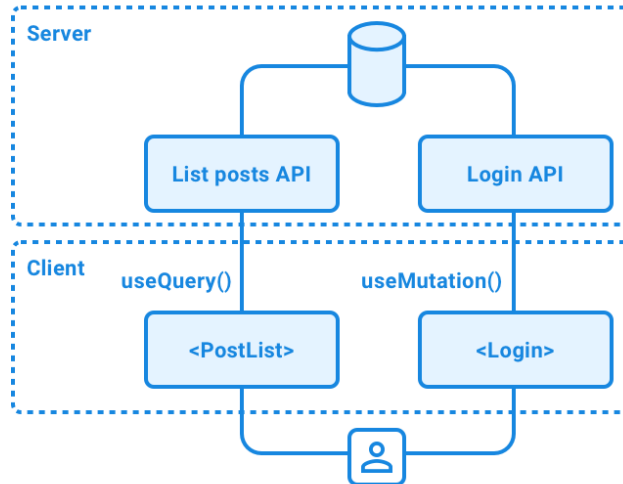 Server
List posts API
Login API
Client
useQuery()
useMutation()
<PostList>
<Login>